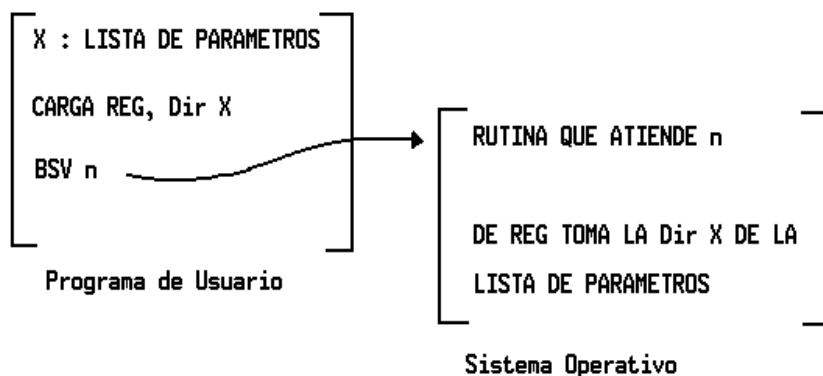 X : LISTA DE PARAMETROS
CARGA REG, Dir X
BSV n
Programa de Usuario
RUTINA QUE ATIENDE n
DE REG TOMA LA Dir X DE LA
LISTA DE PARAMETROS
Sistema Operativo